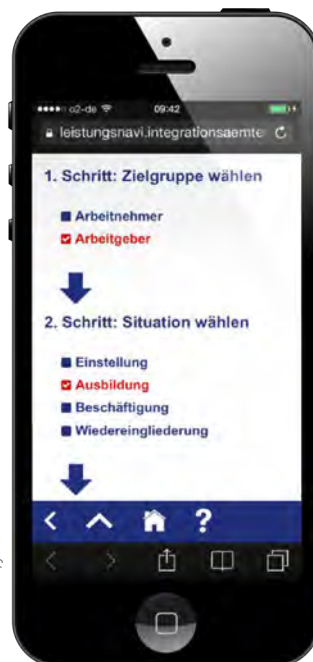 o2-de 09:42
leistungsnavi.integrationsaemte
1. Schritt: Zielgruppe wählen
Arbeitnehmer
Arbeitgeber
2. Schritt: Situation wählen
Einstellung
Ausbildung
Beschäftigung
Wiedereingliederung
?